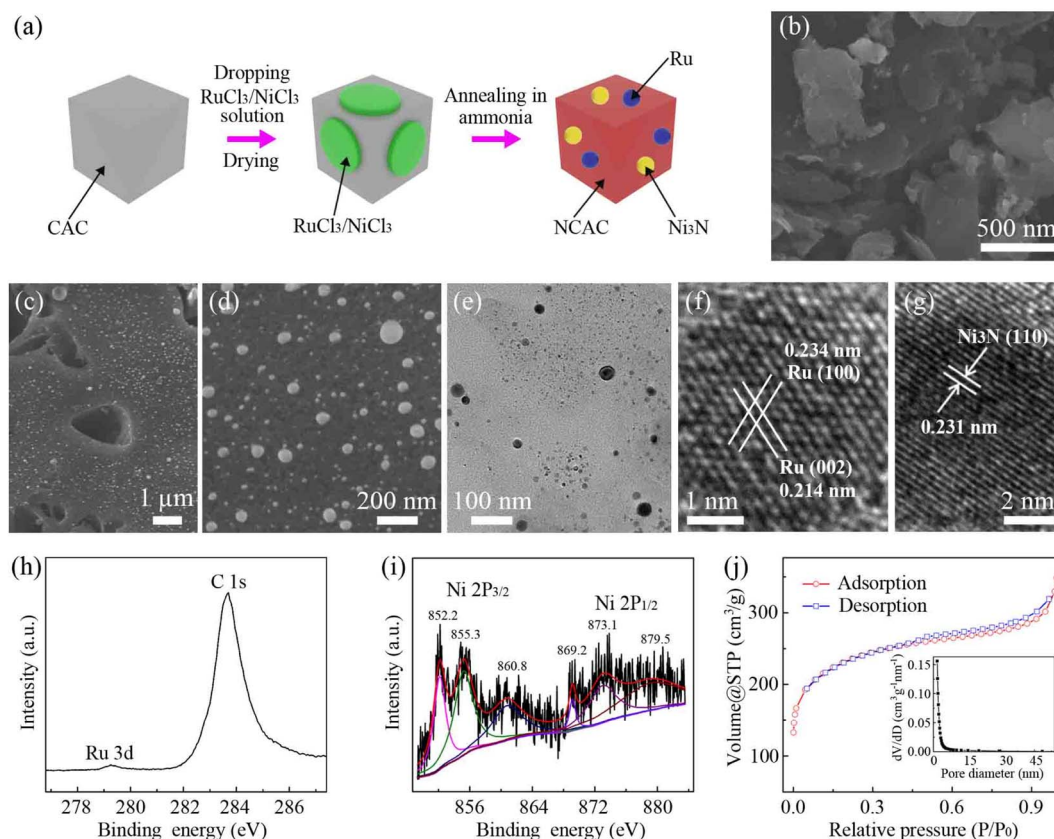 (a)
Dropping
RuCl₃/NiCl₃
solution
Drying
Annealing in
ammonia
Ru
CAC
RuCl₃/NiCl₃
NCAC
Ni₃N
(b)
500 nm
(c)
1 μm
(d)
200 nm
(e)
100 nm
(f)
0.234 nm
Ru (100)
Ru (002)
0.214 nm
1 nm
(g)
Ni₃N (110)
0.231 nm
2 nm
(h)
C 1s
Ru 3d
Intensity (a.u.)
278 280 282 284 286
Binding energy (eV)
(i)
Ni 2P₃/₂
Ni 2P₁/₂
852.2
855.3
860.8
869.2
873.1
879.5
Intensity (a.u.)
856 864 872 880
Binding energy (eV)
(j)
Adsorption
Desorption
Volume@STP (cm³/g)
300
200
100
0.0 0.3 0.6 0.9
Relative pressure (P/P₀)
dV/dD (cm³g⁻¹nm⁻¹)
0.15
0.10
0.05
0.00
0 15 30 45
Pore diameter (nm)